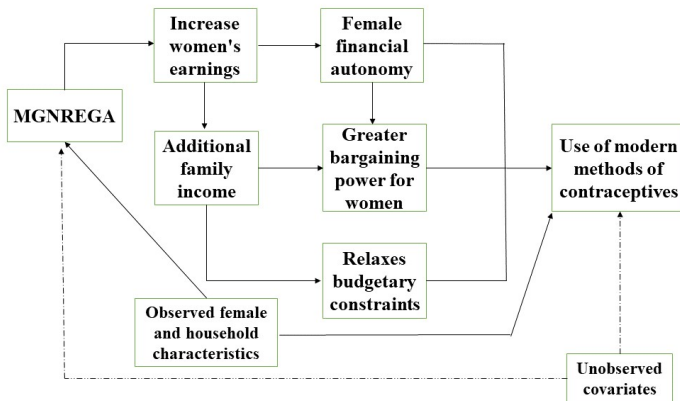 Increase
women's
earnings
Female
financial
autonomy
MGNREGA
Additional
family
income
Greater
bargaining
power for
women
Use of modern
methods of
contraceptives
Relaxes
budgetary
constraints
Observed female
and household
characteristics
Unobserved
covariates